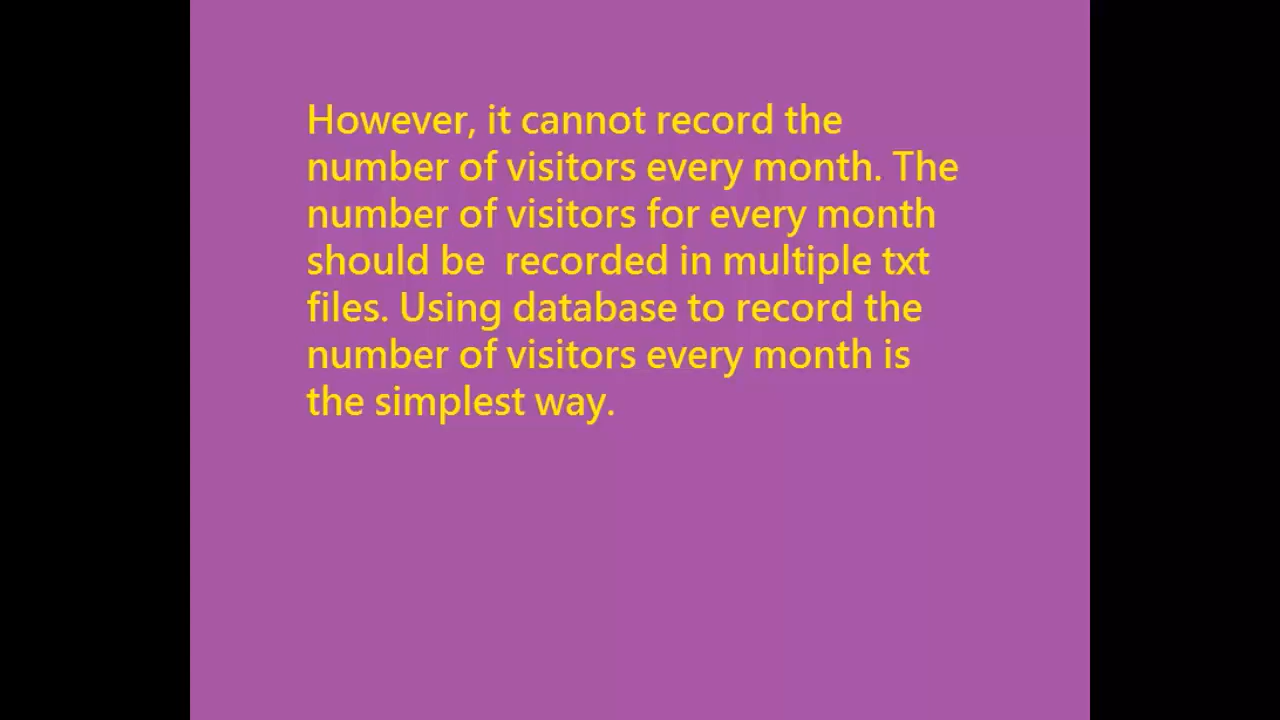 However, it cannot record the
number of visitors every month. The
number of visitors for every month
should be  recorded in multiple txt
files. Using database to record the
number of visitors every month is
the simplest way.